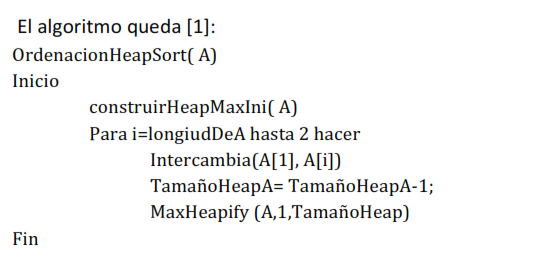 El algoritmo queda [1]:
OrdenacionHeapSort( A)
Inicio
construirHeapMaxIni( A)
Para i=longiudDeA hasta 2 hacer
Intercambia(A[1], A[i])
TamañoHeapA= TamañoHeapA-1;
MaxHeapify (A,1,TamañoHeap)
Fin